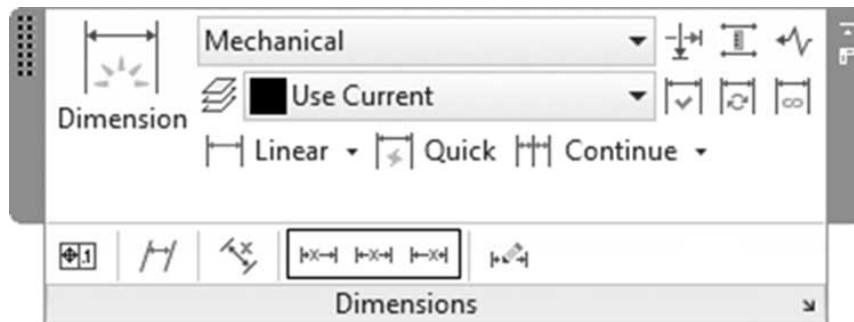 Mechanical
Use Current
Dimension
Linear Quick Continue
Dimensions